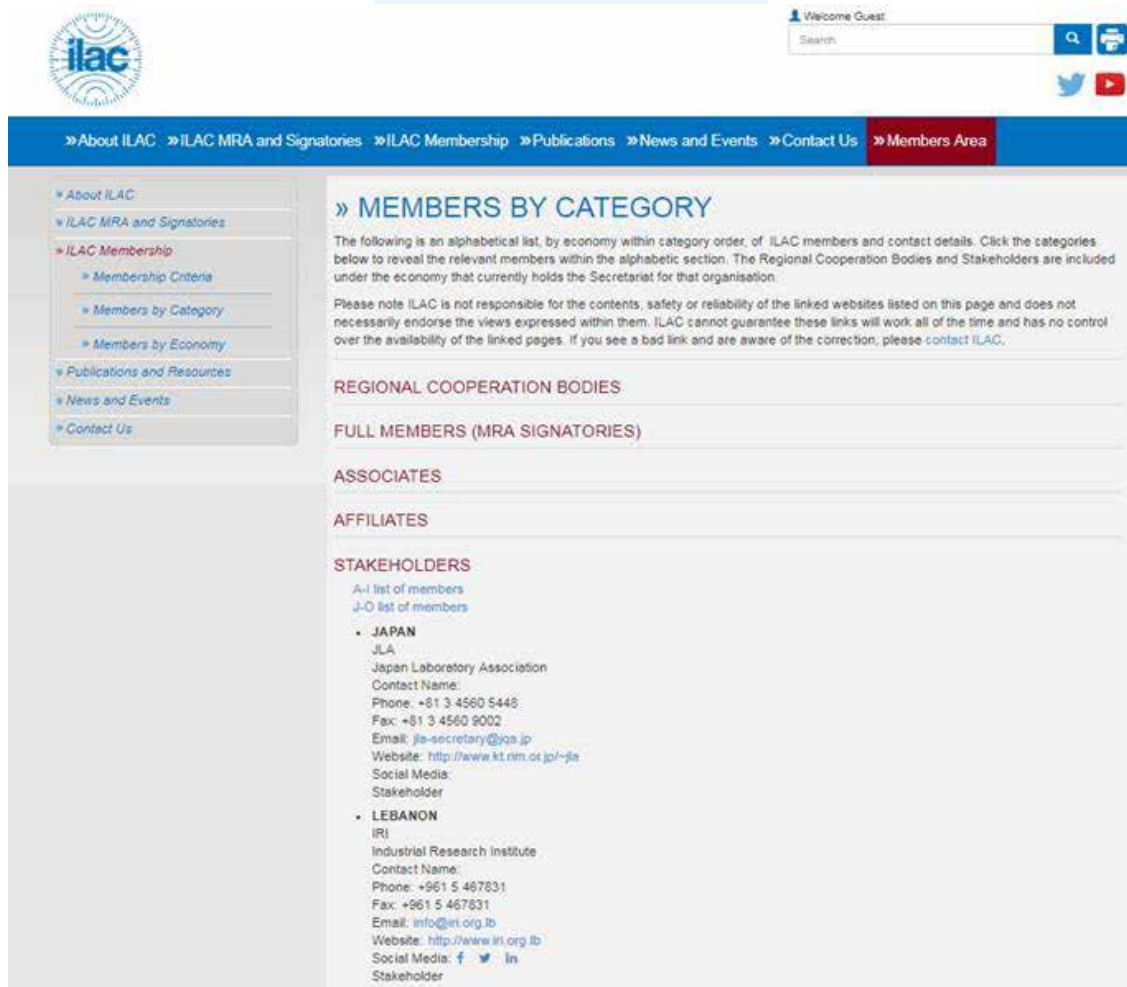 ilac
Welcome Guest
Search
»About ILAC »ILAC MRA and Signatories »ILAC Membership »Publications »News and Events »Contact Us »Members Area
» About ILAC
» ILAC MRA and Signatories
» ILAC Membership
» Membership Criteria
» Members by Category
» Members by Economy
» Publications and Resources
» News and Events
» Contact Us
» MEMBERS BY CATEGORY
The following is an alphabetical list, by economy within category order, of ILAC members and contact details. Click the categories
below to reveal the relevant members within the alphabetic section. The Regional Cooperation Bodies and Stakeholders are included
under the economy that currently holds the Secretariat for that organisation.
Please note ILAC is not responsible for the contents, safety or reliability of the linked websites listed on this page and does not
necessarily endorse the views expressed within them. ILAC cannot guarantee these links will work all of the time and has no control
over the availability of the linked pages. If you see a bad link and are aware of the correction, please contact ILAC.
REGIONAL COOPERATION BODIES
FULL MEMBERS (MRA SIGNATORIES)
ASSOCIATES
AFFILIATES
STAKEHOLDERS
A-I list of members
J-O list of members
• JAPAN
JLA
Japan Laboratory Association
Contact Name:
Phone: +81 3 4560 5448
Fax: +81 3 4560 9002
Email: jla-secretary@jqa.jp
Website: http://www.kt.rim.or.jp/~jla
Social Media:
Stakeholder
• LEBANON
IRI
Industrial Research Institute
Contact Name:
Phone: +961 5 467831
Fax: +961 5 467831
Email: info@iri.org.lb
Website: http://www.iri.org.lb
Social Media: f in
Stakeholder